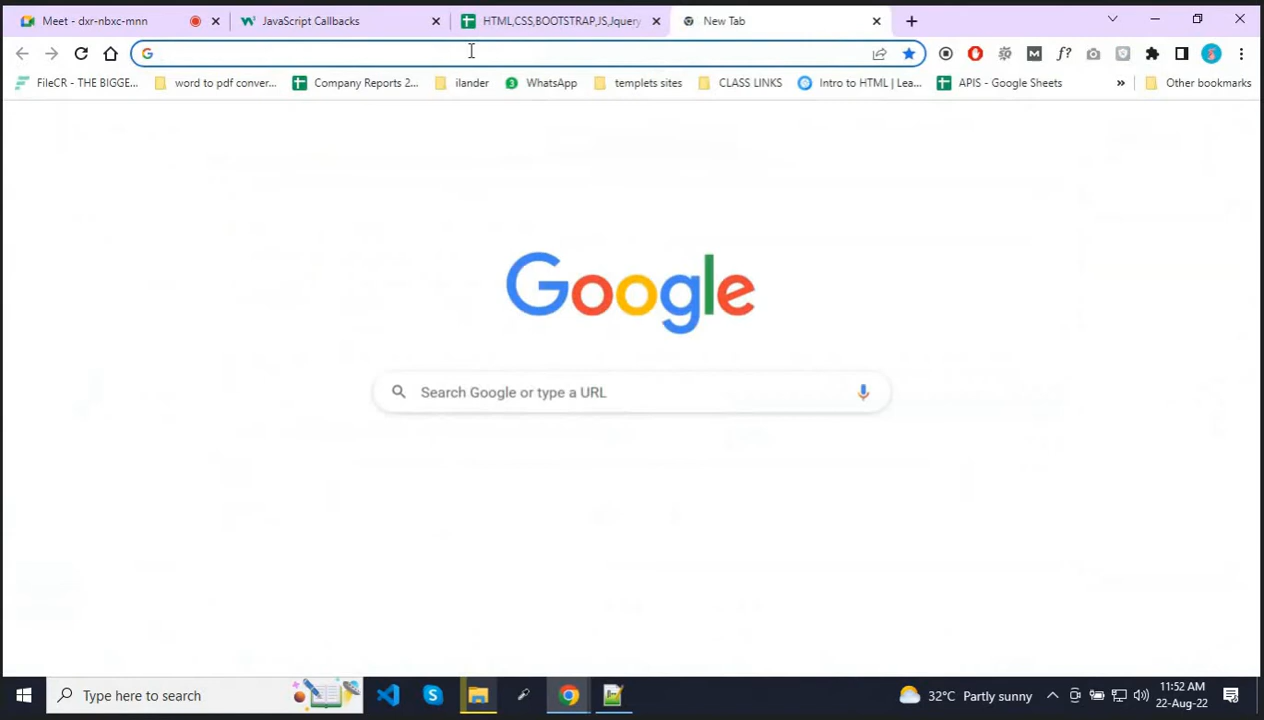 Meet - dxr-nbxc-mnn
JavaScript Callbacks
HTML,CSS,BOOTSTRAP,JS,Jquery
New Tab
FileCR - THE BIGGE...
word to pdf conver...
Company Reports 2...
ilander
WhatsApp
templets sites
CLASS LINKS
Intro to HTML | Lea...
APIS - Google Sheets
»
Other bookmarks
Google
Search Google or type a URL
Type here to search
32°C Partly sunny
11:52 AM
22-Aug-22